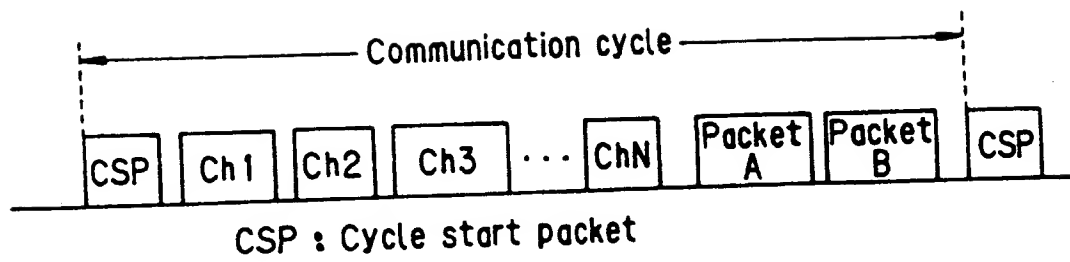 Communication cycle
CSP Ch1 Ch2 Ch3 ... ChN Packet A Packet B CSP
CSP : Cycle start packet